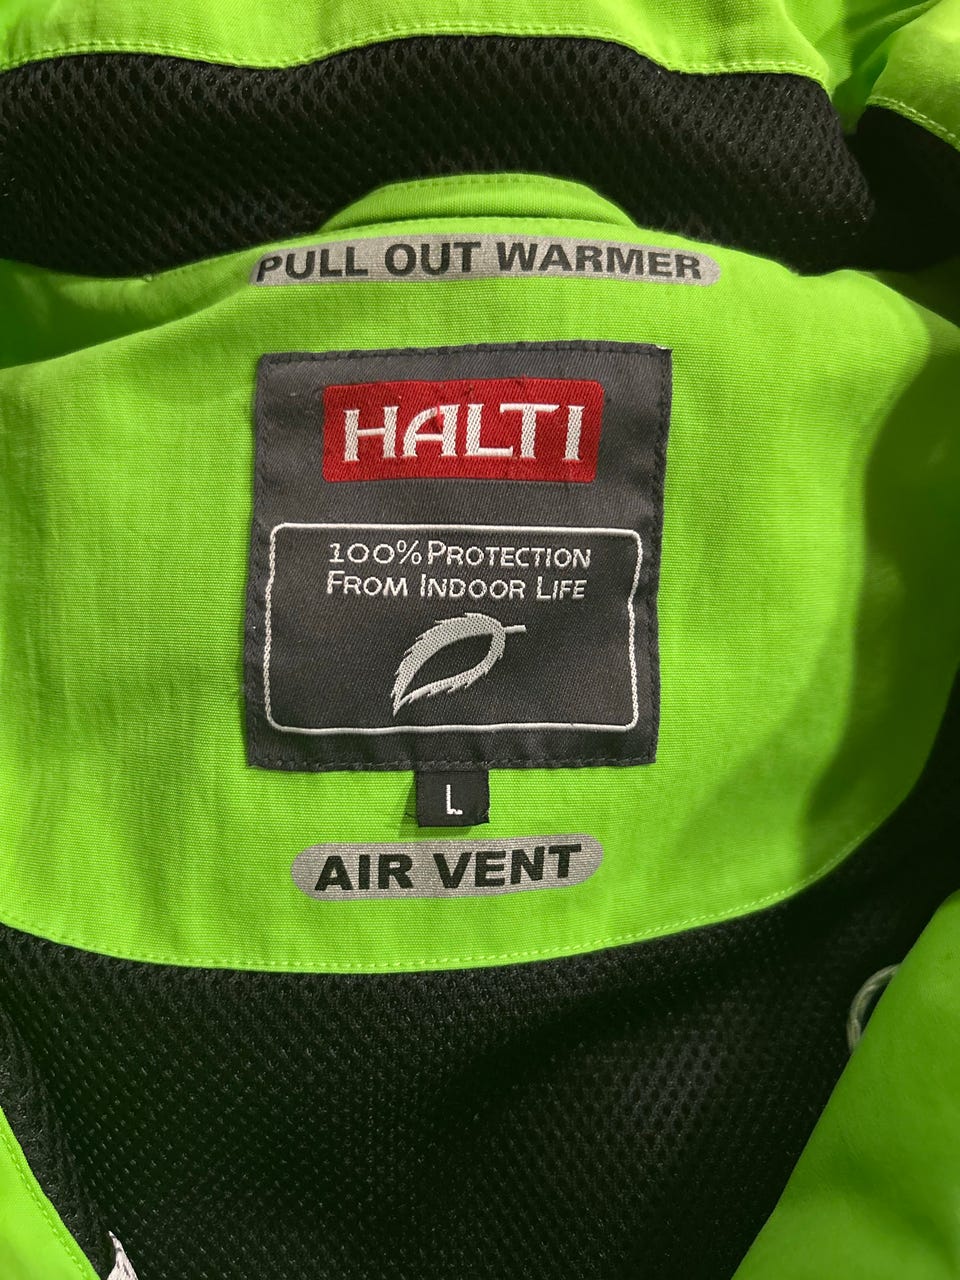 PULL OUT WARMER
HALTI
100% PROTECTION
FROM INDOOR LIFE
L
AIR VENT